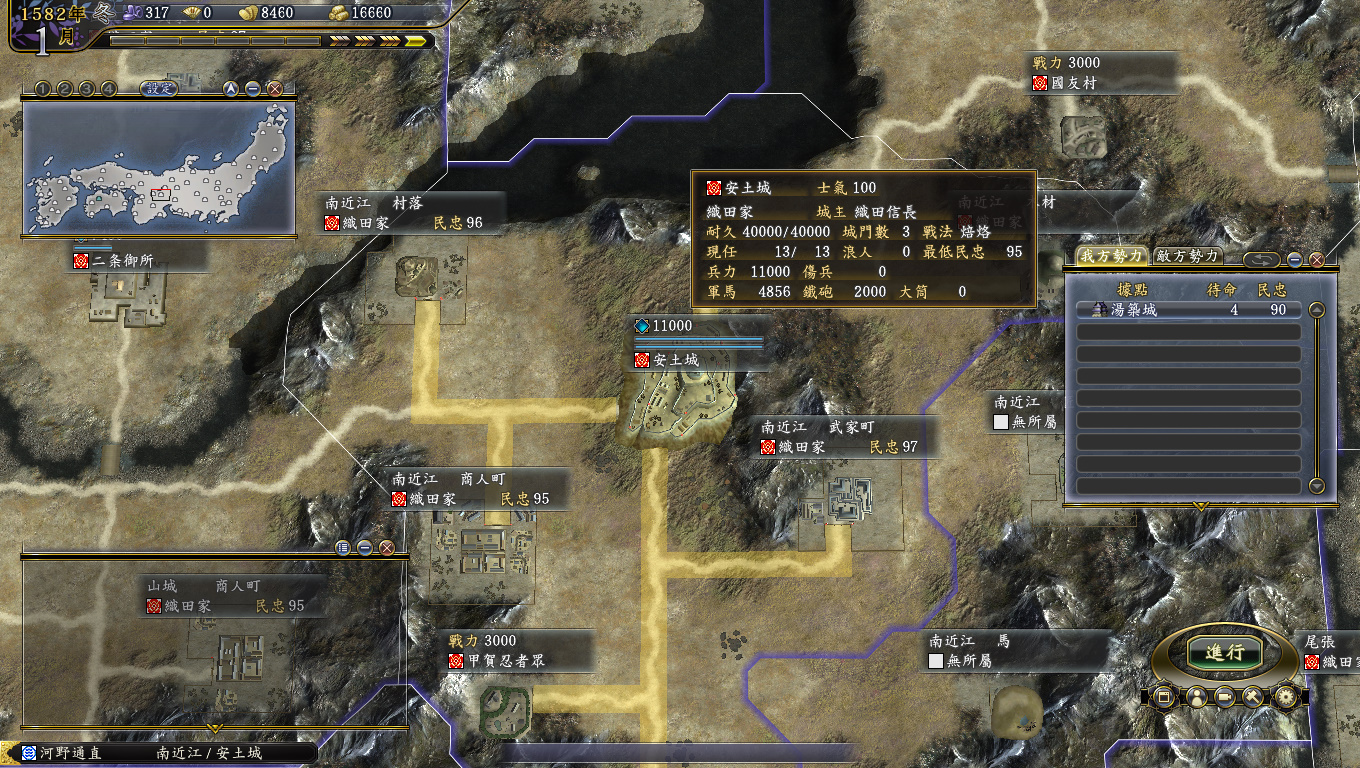 1582年 冬 317 0 8460 16660
1月
1 2 3 4 設定
戰力 3000
國友村
南近江 村落
織田家 民忠 96
二条御所
安土城 士氣 100
織田家 城主 織田信長
耐久 40000/40000 城門數 3 戰法 焙烙
現任 13/ 13 浪人 0 最低民忠 95
兵力 11000 傷兵 0
軍馬 4856 鐵砲 2000 大筒 0
南近江 木材
織田家
我方勢力 敵方勢力
據點 待命 民忠
湯築城 4 90
11000
安土城
南近江
無所屬
南近江 武家町
織田家 民忠 97
南近江 商人町
織田家 民忠 95
山城 商人町
織田家 民忠 95
戰力 3000
甲賀忍者眾
南近江 馬
無所屬
進行
尾張
織田家
河野通直 南近江/安土城